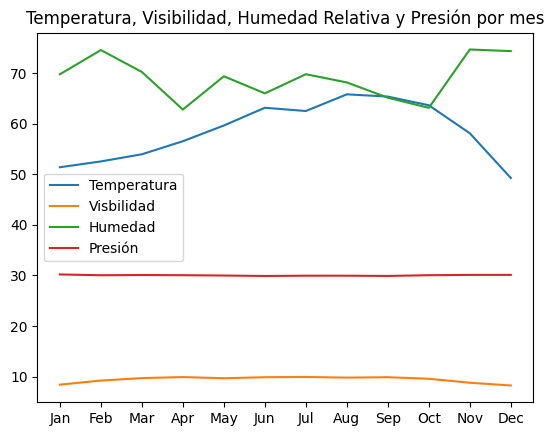 Temperatura, Visibilidad, Humedad Relativa y Presión por mes
70
60
50
40
30
20
10
Temperatura
Visbilidad
Humedad
Presión
Jan Feb Mar Apr May Jun Jul Aug Sep Oct Nov Dec